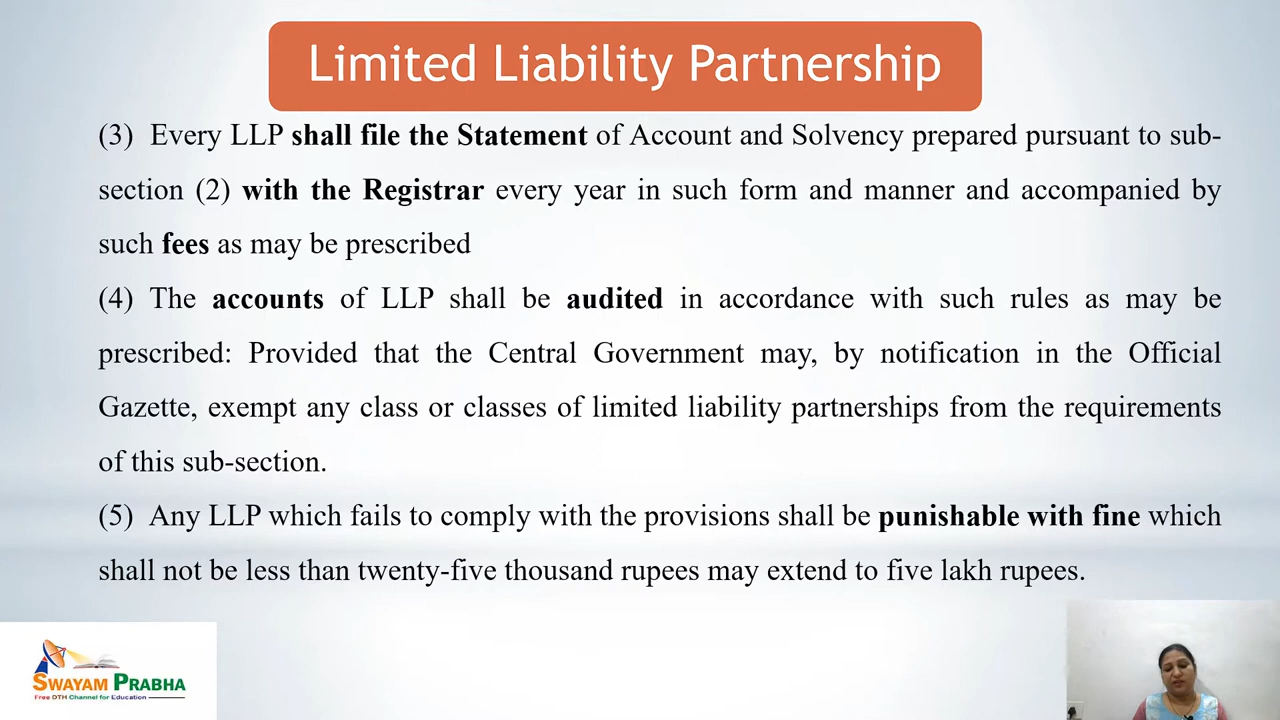 Limited Liability Partnership
(3) Every LLP shall file the Statement of Account and Solvency prepared pursuant to sub-
section (2) with the Registrar every year in such form and manner and accompanied by
such fees as may be prescribed
(4) The accounts of LLP shall be audited in accordance with such rules as may be
prescribed: Provided that the Central Government may, by notification in the Official
Gazette, exempt any class or classes of limited liability partnerships from the requirements
of this sub-section.
(5) Any LLP which fails to comply with the provisions shall be punishable with fine which
shall not be less than twenty-five thousand rupees may extend to five lakh rupees.
SWAYAM PRABHA
Free DTH Channel for Education